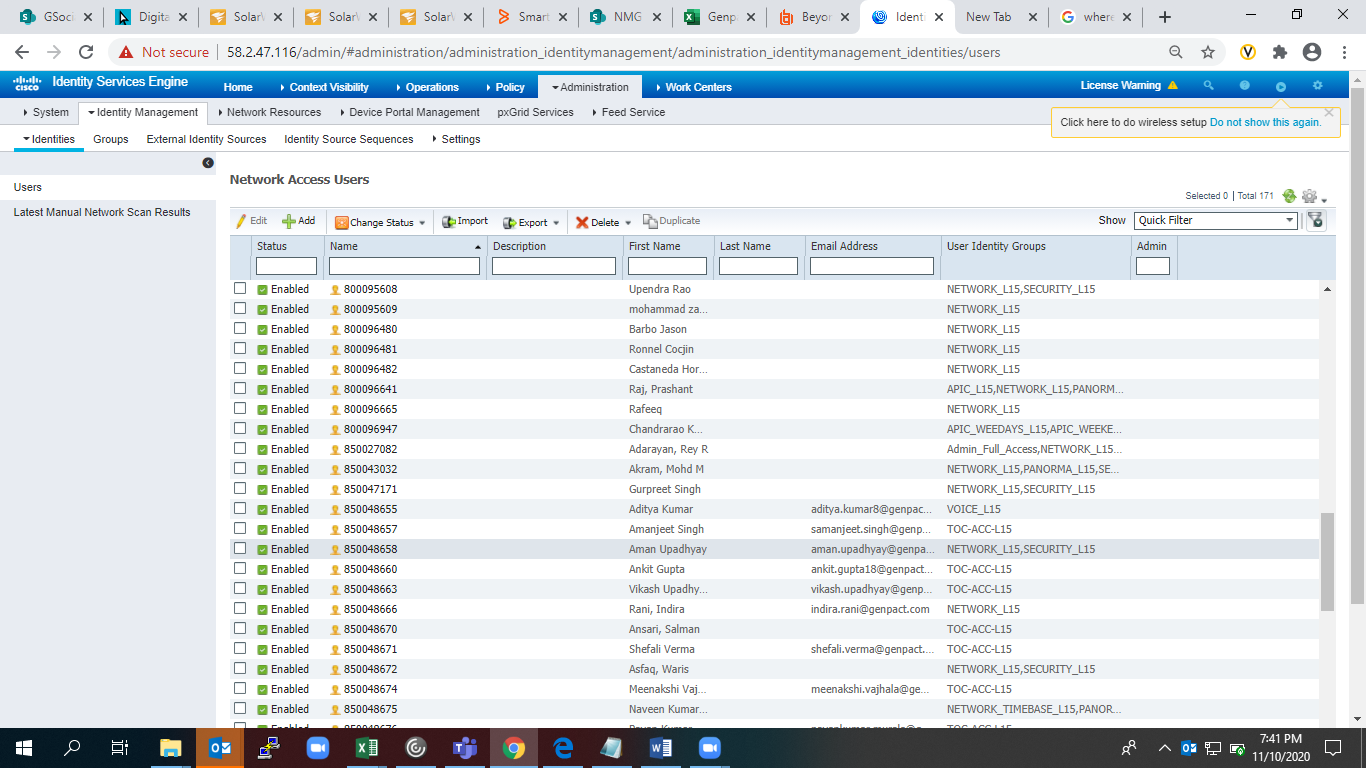 GSoci Digita SolarV SolarV SolarV Smart NMG Genp Beyor Identi New Tab where
Not secure 58.2.47.116/admin/#administration/administration_identitymanagement/administration_identitymanagement_identities/users
cisco Identity Services Engine Home Context Visibility Operations Policy Administration Work Centers License Warning
System Identity Management Network Resources Device Portal Management pxGrid Services Feed Service
Click here to do wireless setup Do not show this again.
Identities Groups External Identity Sources Identity Source Sequences Settings
Users
Latest Manual Network Scan Results
Network Access Users
Selected 0 | Total 171
Edit Add Change Status Import Export Delete Duplicate Show Quick Filter
Status Name Description First Name Last Name Email Address User Identity Groups Admin
Enabled 800095608 Upendra Rao NETWORK_L15,SECURITY_L15
Enabled 800095609 mohammad za... NETWORK_L15
Enabled 800096480 Barbo Jason NETWORK_L15
Enabled 800096481 Ronnel Cocjin NETWORK_L15
Enabled 800096482 Castaneda Hor... NETWORK_L15
Enabled 800096641 Raj, Prashant APIC_L15,NETWORK_L15,PANORM...
Enabled 800096665 Rafeeq NETWORK_L15
Enabled 800096947 Chandrarao K... APIC_WEEDAYS_L15,APIC_WEEKE...
Enabled 850027082 Adarayan, Rey R Admin_Full_Access,NETWORK_L15...
Enabled 850043032 Akram, Mohd M NETWORK_L15,PANORMA_L15,SE...
Enabled 850047171 Gurpreet Singh NETWORK_L15,SECURITY_L15
Enabled 850048655 Aditya Kumar aditya.kumar8@genpac... VOICE_L15
Enabled 850048657 Amanjeet Singh samanjeet.singh@genp... TOC-ACC-L15
Enabled 850048658 Aman Upadhyay aman.upadhyay@genpa... NETWORK_L15,SECURITY_L15
Enabled 850048660 Ankit Gupta ankit.gupta18@genpact... TOC-ACC-L15
Enabled 850048663 Vikash Upadhy... vikash.upadhyay@genp... TOC-ACC-L15
Enabled 850048666 Rani, Indira indira.rani@genpact.com NETWORK_L15
Enabled 850048670 Ansari, Salman TOC-ACC-L15
Enabled 850048671 Shefali Verma shefali.verma@genpact.... TOC-ACC-L15
Enabled 850048672 Asfaq, Waris NETWORK_L15,SECURITY_L15
Enabled 850048674 Meenakshi Vaj... meenakshi.vajhala@ge... TOC-ACC-L15
Enabled 850048675 Naveen Kumar... NETWORK_TIMEBASE_L15,PANOR...
7:41 PM
11/10/2020